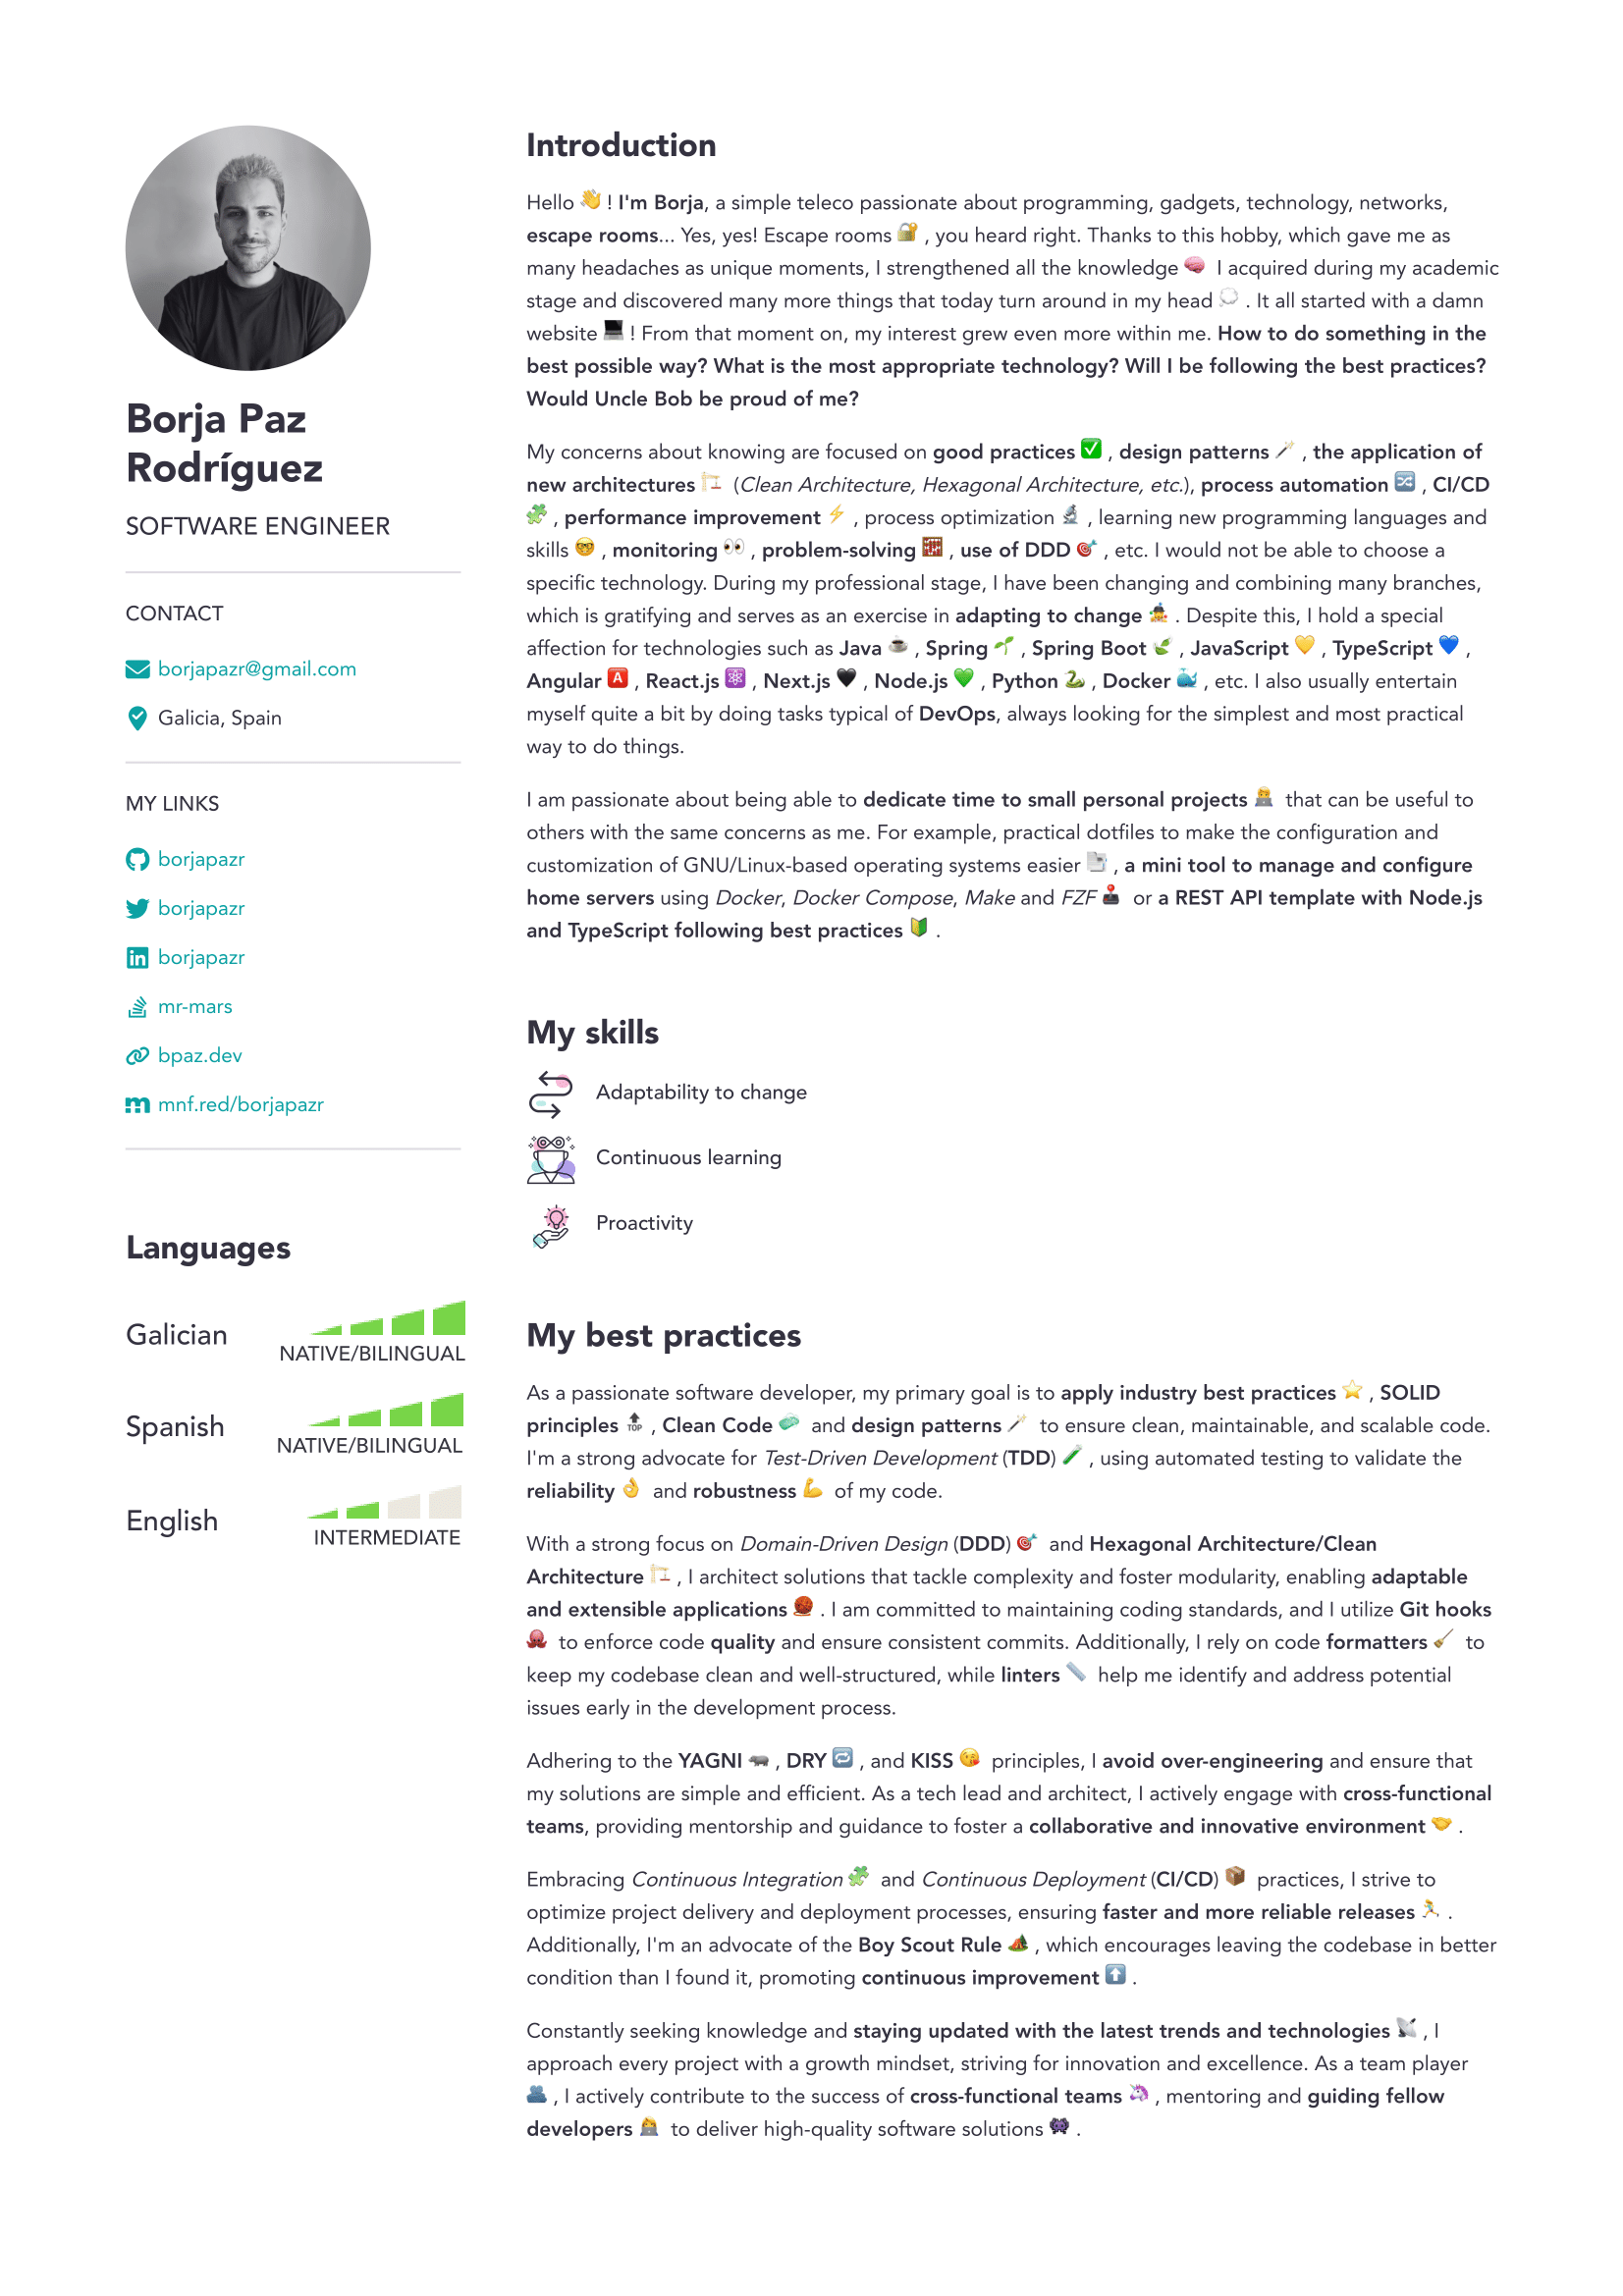 Borja Paz
Rodríguez
SOFTWARE ENGINEER
CONTACT
borjapazr@gmail.com
Galicia, Spain
MY LINKS
borjapazr
borjapazr
borjapazr
mr-mars
bpaz.dev
mnf.red/borjapazr
Languages
Galician
NATIVE/BILINGUAL
Spanish
NATIVE/BILINGUAL
English
INTERMEDIATE
Introduction
Hello 👋 ! I'm Borja, a simple teleco passionate about programming, gadgets, technology, networks,
escape rooms... Yes, yes! Escape rooms 🔐 , you heard right. Thanks to this hobby, which gave me as
many headaches as unique moments, I strengthened all the knowledge 🧠 I acquired during my academic
stage and discovered many more things that today turn around in my head 💭 . It all started with a damn
website 💻 ! From that moment on, my interest grew even more within me. How to do something in the
best possible way? What is the most appropriate technology? Will I be following the best practices?
Would Uncle Bob be proud of me?
My concerns about knowing are focused on good practices ✅ , design patterns 🪄 , the application of
new architectures 🏗️ (Clean Architecture, Hexagonal Architecture, etc.), process automation 🔀 , CI/CD
🧩 , performance improvement ⚡ , process optimization 🔬 , learning new programming languages and
skills 🤓 , monitoring 👀 , problem-solving 🧮 , use of DDD 🎯 , etc. I would not be able to choose a
specific technology. During my professional stage, I have been changing and combining many branches,
which is gratifying and serves as an exercise in adapting to change 🤹 . Despite this, I hold a special
affection for technologies such as Java ☕ , Spring 🌱 , Spring Boot 🍃 , JavaScript 💛 , TypeScript 💙 ,
Angular 🅰️ , React.js ⚛️ , Next.js 🖤 , Node.js 💚 , Python 🐍 , Docker 🐳 , etc. I also usually entertain
myself quite a bit by doing tasks typical of DevOps, always looking for the simplest and most practical
way to do things.
I am passionate about being able to dedicate time to small personal projects 👨‍💻 that can be useful to
others with the same concerns as me. For example, practical dotfiles to make the configuration and
customization of GNU/Linux-based operating systems easier 📑 , a mini tool to manage and configure
home servers using Docker, Docker Compose, Make and FZF 🕹️ or a REST API template with Node.js
and TypeScript following best practices 🔰 .
My skills
Adaptability to change
Continuous learning
Proactivity
My best practices
As a passionate software developer, my primary goal is to apply industry best practices ⭐ , SOLID
principles 🔝 , Clean Code 🧼 and design patterns 🪄 to ensure clean, maintainable, and scalable code.
I'm a strong advocate for Test-Driven Development (TDD) 🧪 , using automated testing to validate the
reliability 👌 and robustness 💪 of my code.
With a strong focus on Domain-Driven Design (DDD) 🎯 and Hexagonal Architecture/Clean
Architecture 🏗️ , I architect solutions that tackle complexity and foster modularity, enabling adaptable
and extensible applications 🧶 . I am committed to maintaining coding standards, and I utilize Git hooks
🐙 to enforce code quality and ensure consistent commits. Additionally, I rely on code formatters 🧹 to
keep my codebase clean and well-structured, while linters 📏 help me identify and address potential
issues early in the development process.
Adhering to the YAGNI 🦛 , DRY 🔁 , and KISS 😘 principles, I avoid over-engineering and ensure that
my solutions are simple and efficient. As a tech lead and architect, I actively engage with cross-functional
teams, providing mentorship and guidance to foster a collaborative and innovative environment 🤝 .
Embracing Continuous Integration 🧩 and Continuous Deployment (CI/CD) 📦 practices, I strive to
optimize project delivery and deployment processes, ensuring faster and more reliable releases 🏃 .
Additionally, I'm an advocate of the Boy Scout Rule 🏕️ , which encourages leaving the codebase in better
condition than I found it, promoting continuous improvement ⬆️ .
Constantly seeking knowledge and staying updated with the latest trends and technologies 📡 , I
approach every project with a growth mindset, striving for innovation and excellence. As a team player
👥 , I actively contribute to the success of cross-functional teams 🦄 , mentoring and guiding fellow
developers 👩‍💻 to deliver high-quality software solutions 👾 .